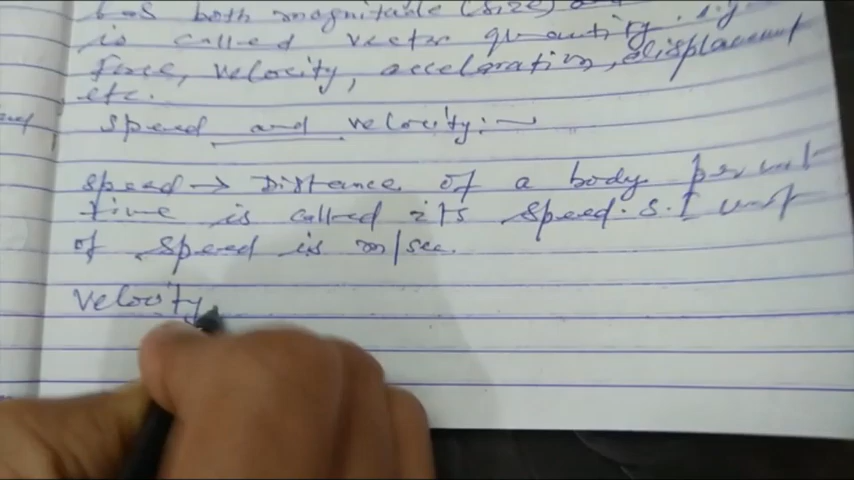 has both magnitude (size) and
is called vector quantity. e.g.
force, velocity, acceleration, displacement
etc.
speed and velocity:
speed → Distance of a body per unit
time is called its speed. S.I unit
of speed is m/sec.
Velocity